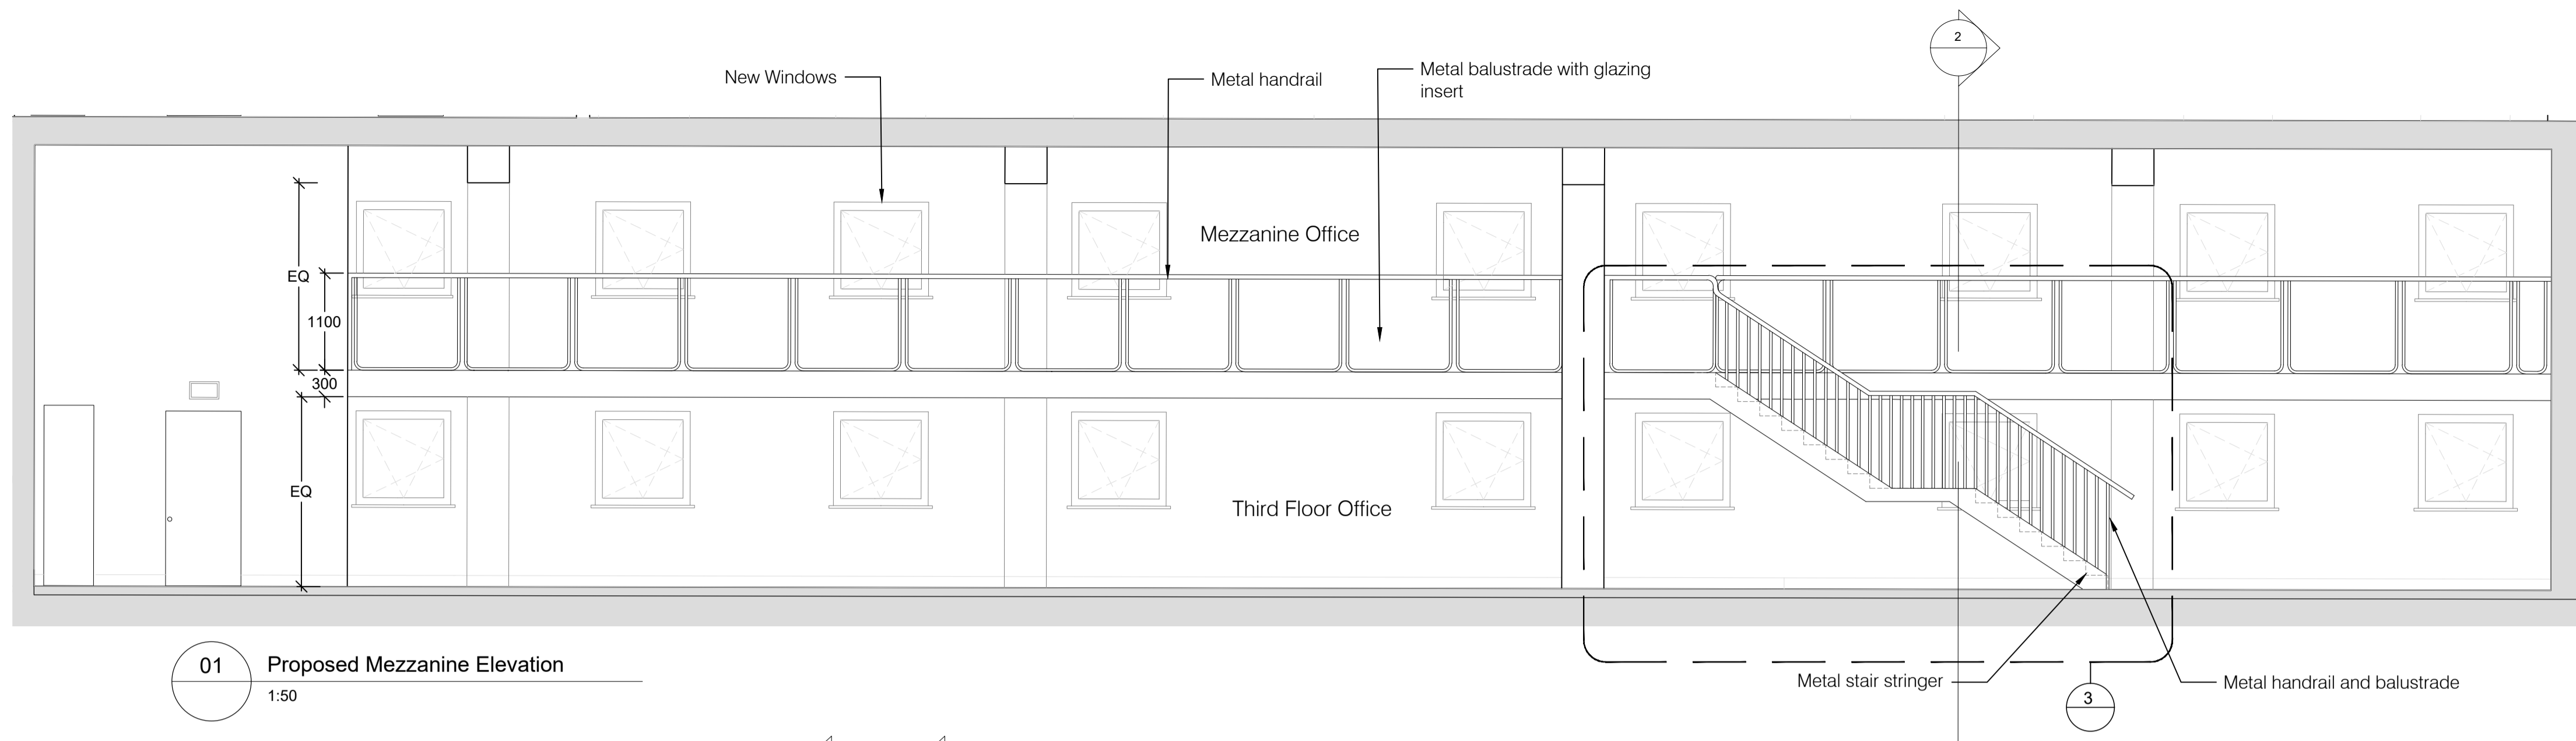 2
New Windows
Metal handrail
Metal balustrade with glazing
insert
Mezzanine Office
EQ
1100
300
EQ
Third Floor Office
01
Proposed Mezzanine Elevation
1:50
Metal stair stringer
3
Metal handrail and balustrade